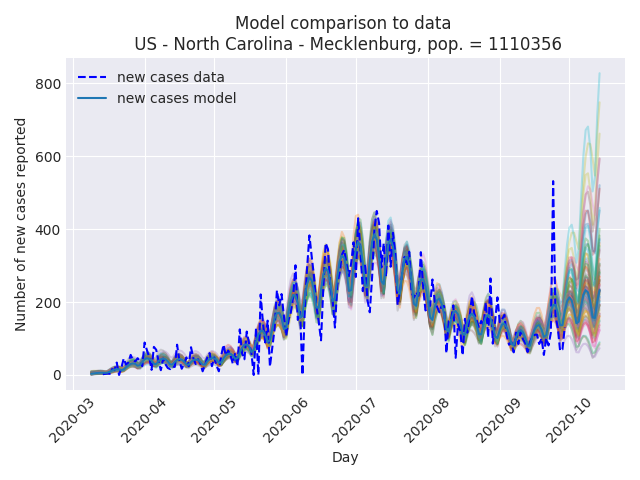 Model comparison to data
US - North Carolina - Mecklenburg, pop. = 1110356
new cases data
new cases model
Number of new cases reported
800
600
400
200
0
2020-03
2020-04
2020-05
2020-06
2020-07
2020-08
2020-09
2020-10
Day